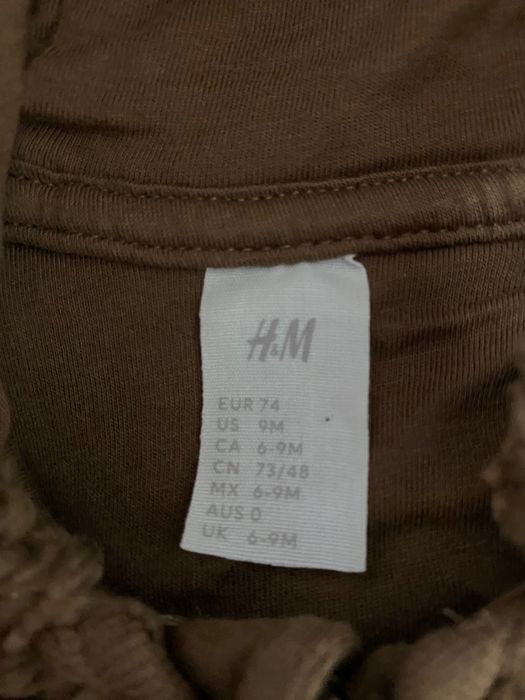 H&M
EUR 74
US 9M
CA 6-9M
CN 73/48
MX 6-9M
AUS 0
UK 6-9M